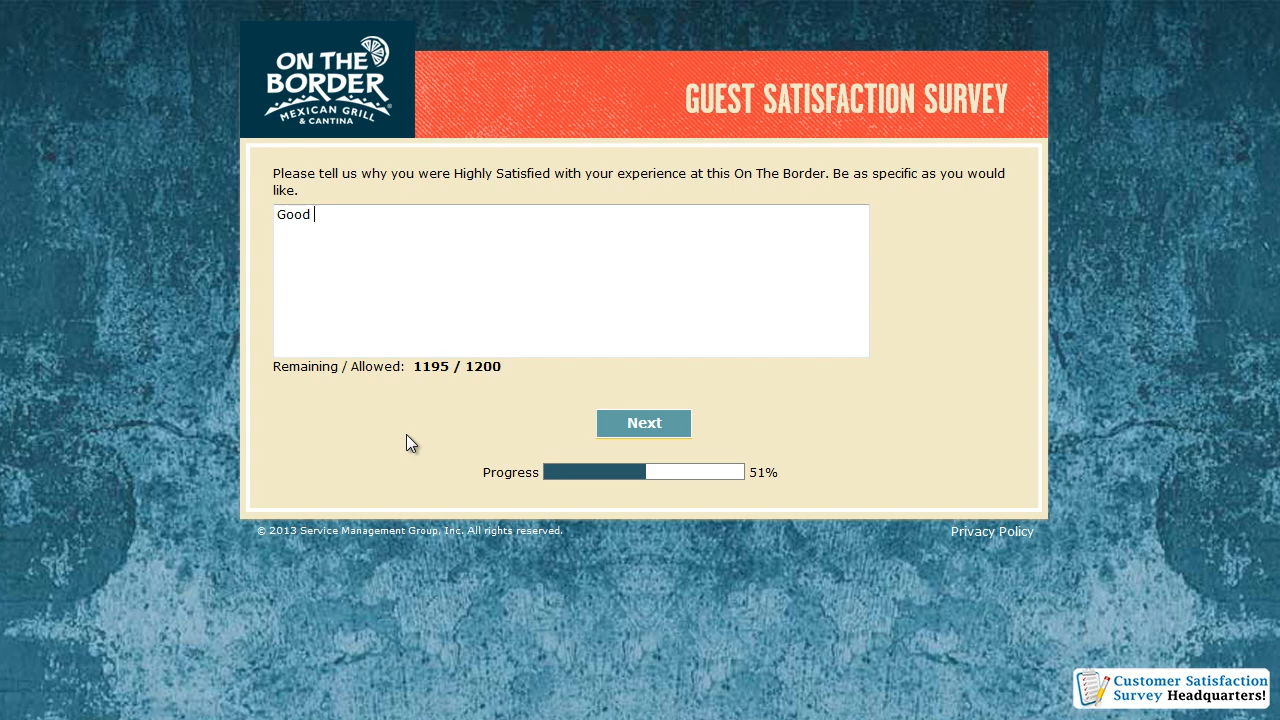 ON THE
BORDER
MEXICAN GRILL
& CANTINA
GUEST SATISFACTION SURVEY
Please tell us why you were Highly Satisfied with your experience at this On The Border. Be as specific as you would
like.
Good
Remaining / Allowed: 1195 / 1200
Next
Progress 51%
© 2013 Service Management Group, Inc. All rights reserved.
Privacy Policy
Customer Satisfaction
Survey Headquarters!